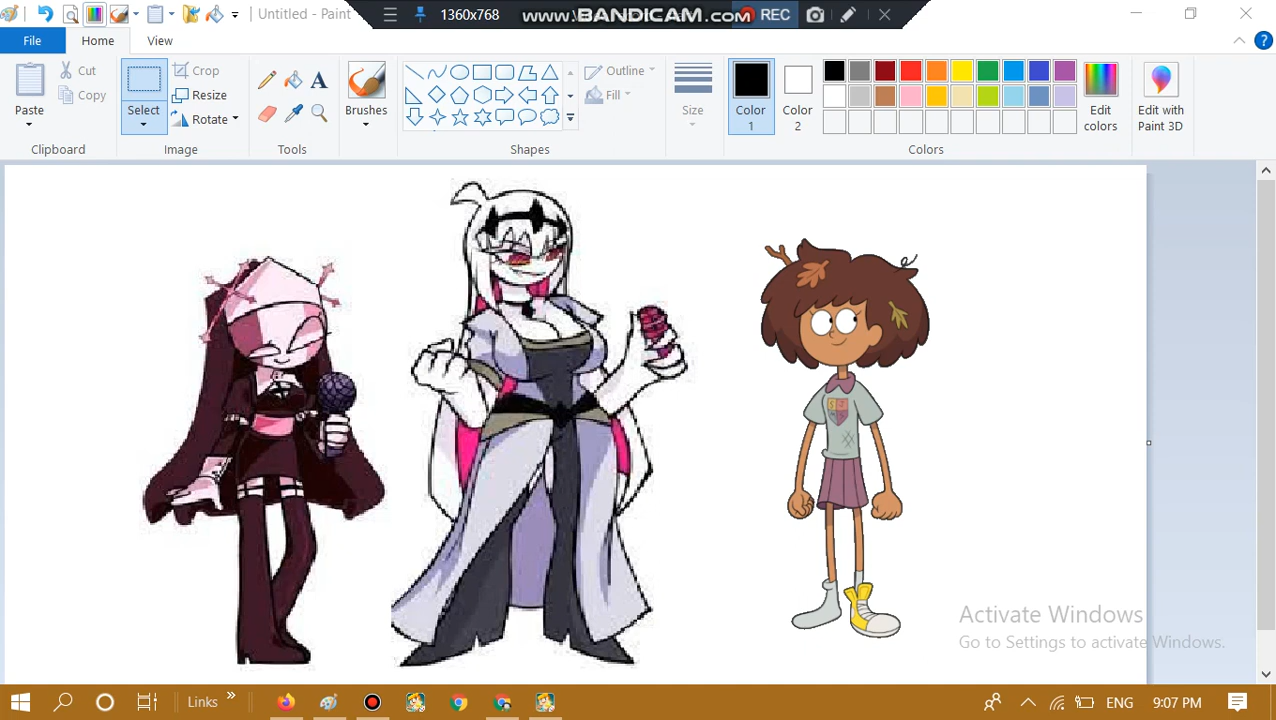 Untitled - Paint
1360x768
www.BANDICAM.com
REC
File
Home
View
Paste
Cut
Copy
Clipboard
Select
Crop
Resize
Rotate
Image
Tools
Brushes
Shapes
Outline
Fill
Size
Color 1
Color 2
Edit colors
Edit with Paint 3D
Colors
Activate Windows
Go to Settings to activate Windows.
Links
ENG
9:07 PM